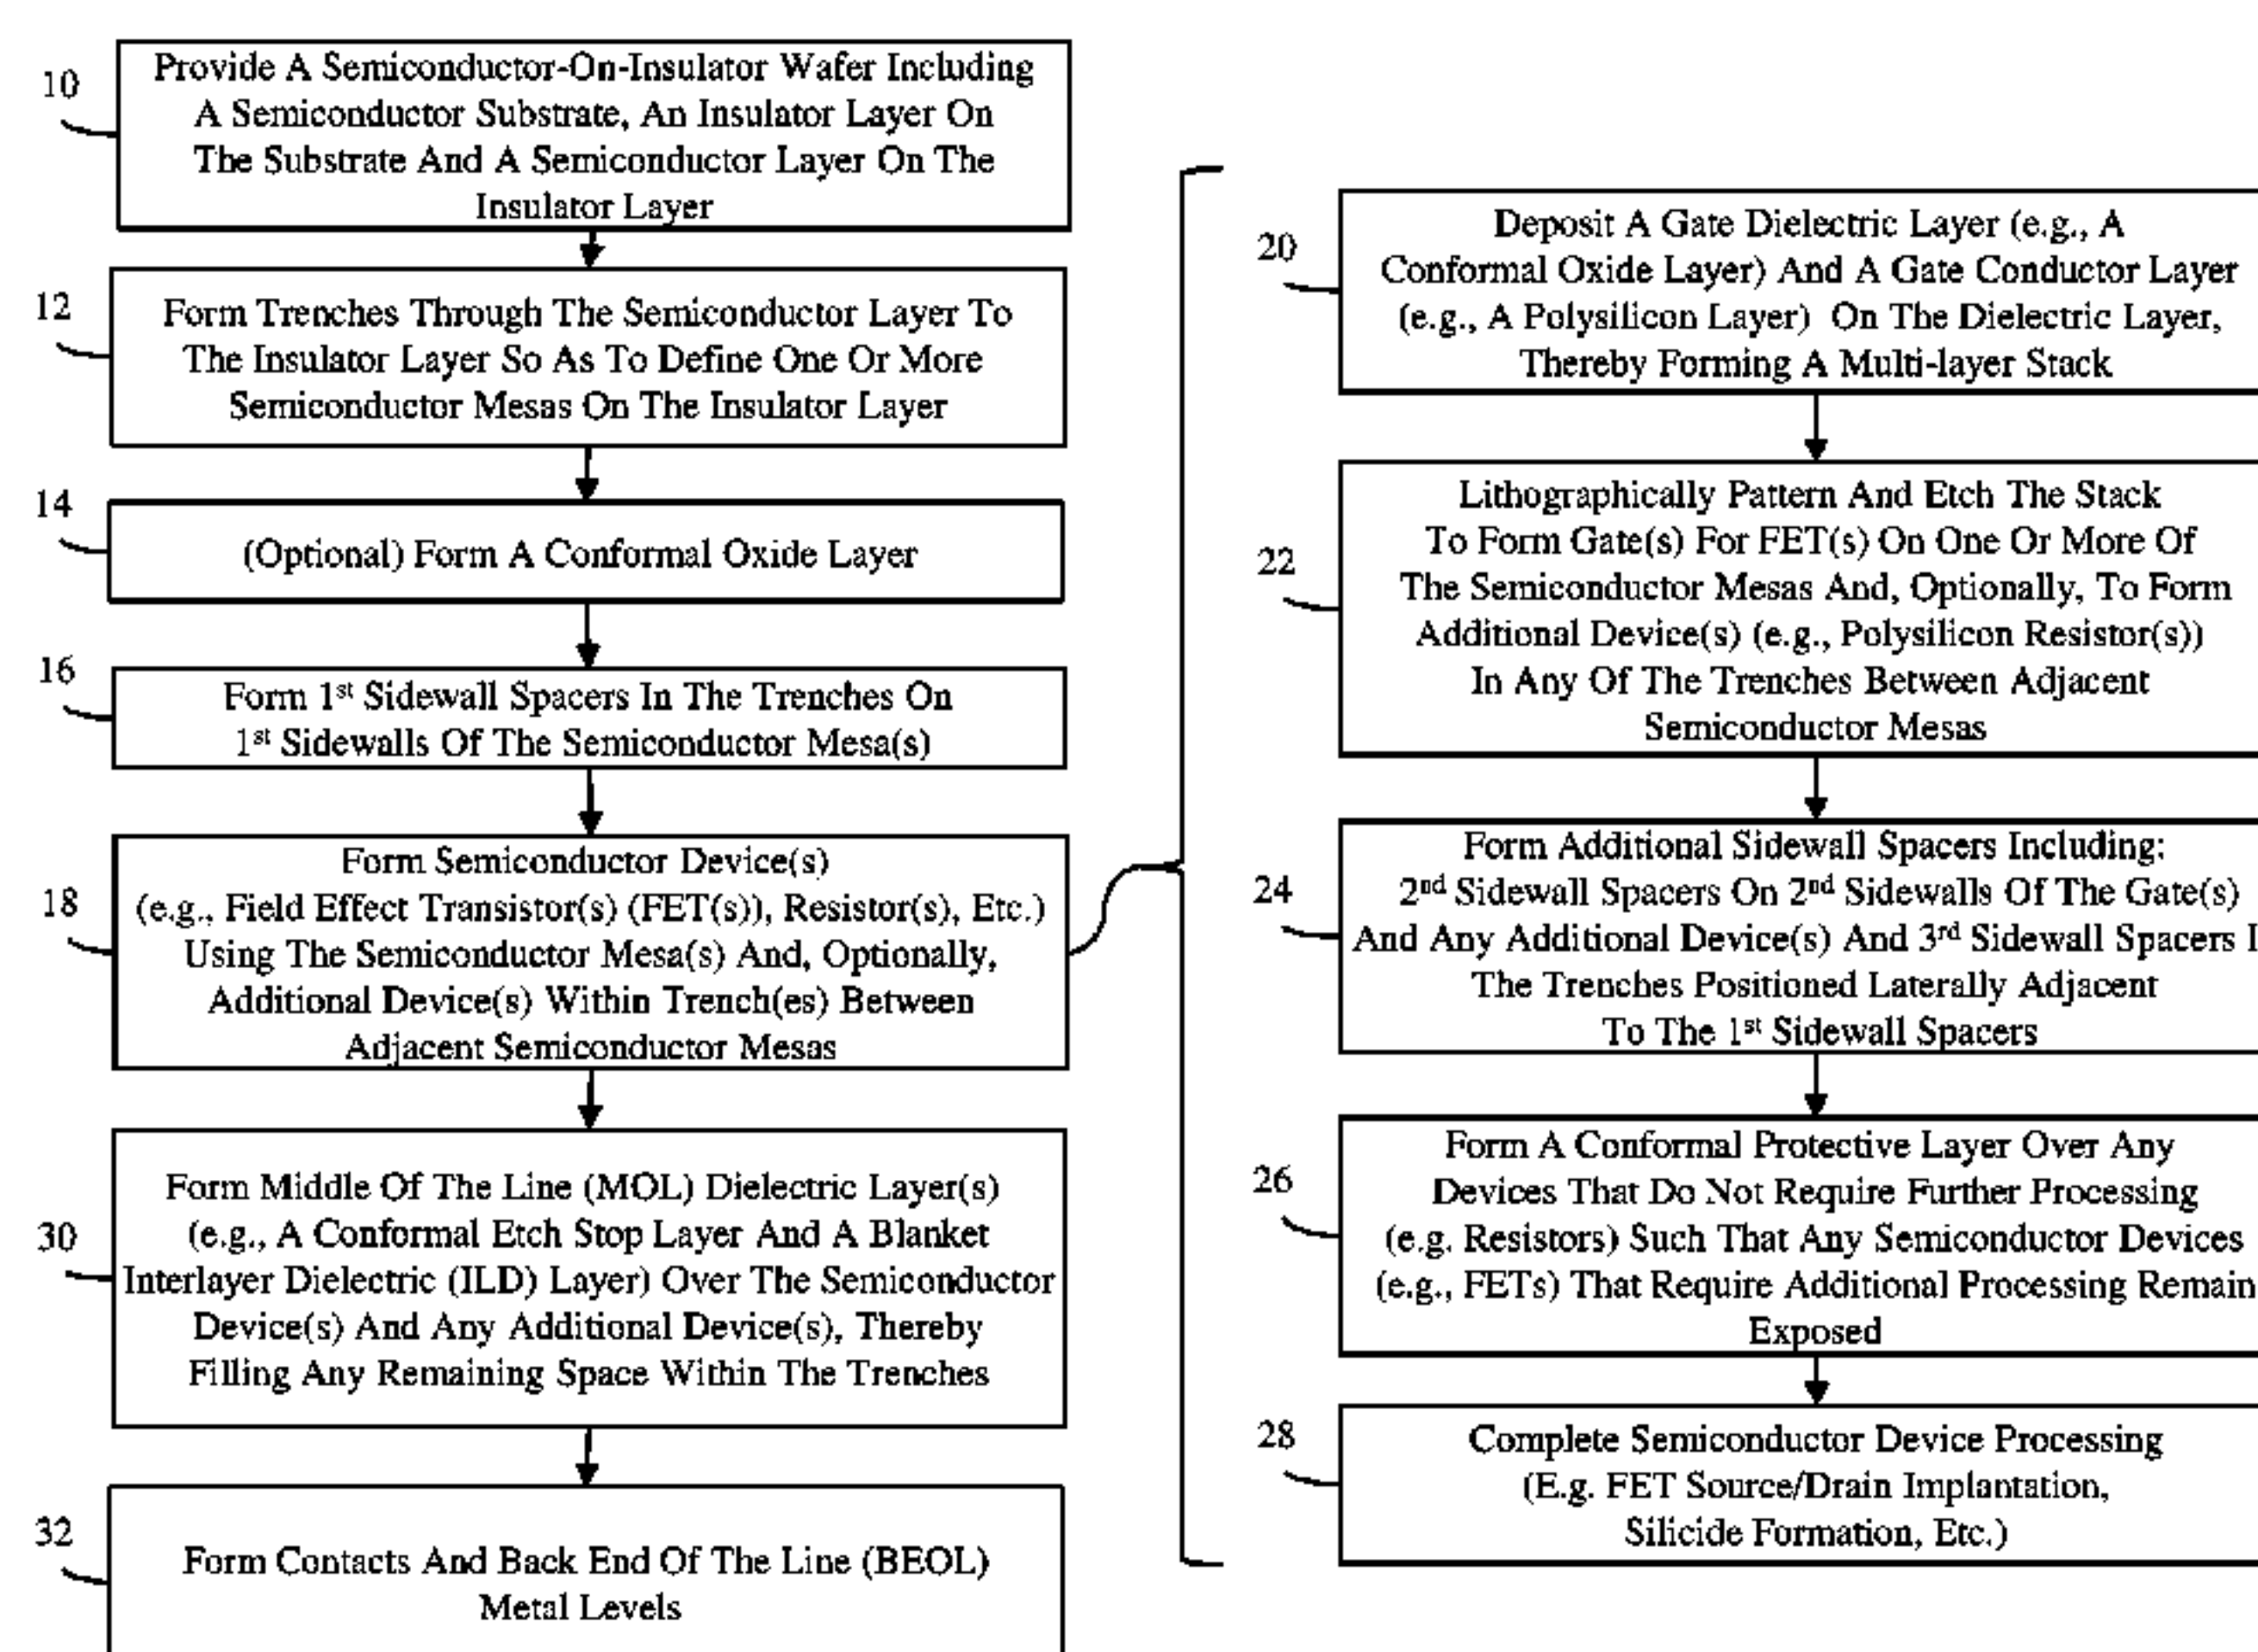 10
Provide A Semiconductor-On-Insulator Wafer Including
A Semiconductor Substrate, An Insulator Layer On
The Substrate And A Semiconductor Layer On The
Insulator Layer
12
Form Trenches Through The Semiconductor Layer To
The Insulator Layer So As To Define One Or More
Semiconductor Mesas On The Insulator Layer
14
(Optional) Form A Conformal Oxide Layer
16
Form 1st Sidewall Spacers In The Trenches On
1st Sidewalls Of The Semiconductor Mesa(s)
18
Form Semiconductor Device(s)
(e.g., Field Effect Transistor(s) (FET(s)), Resistor(s), Etc.)
Using The Semiconductor Mesa(s) And, Optionally,
Additional Device(s) Within Trench(es) Between
Adjacent Semiconductor Mesas
30
Form Middle Of The Line (MOL) Dielectric Layer(s)
(e.g., A Conformal Etch Stop Layer And A Blanket
Interlayer Dielectric (ILD) Layer) Over The Semiconductor
Device(s) And Any Additional Device(s), Thereby
Filling Any Remaining Space Within The Trenches
32
Form Contacts And Back End Of The Line (BEOL)
Metal Levels
20
Deposit A Gate Dielectric Layer (e.g., A
Conformal Oxide Layer) And A Gate Conductor Layer
(e.g., A Polysilicon Layer) On The Dielectric Layer,
Thereby Forming A Multi-layer Stack
22
Lithographically Pattern And Etch The Stack
To Form Gate(s) For FET(s) On One Or More Of
The Semiconductor Mesas And, Optionally, To Form
Additional Device(s) (e.g., Polysilicon Resistor(s))
In Any Of The Trenches Between Adjacent
Semiconductor Mesas
24
Form Additional Sidewall Spacers Including:
2nd Sidewall Spacers On 2nd Sidewalls Of The Gate(s)
And Any Additional Device(s) And 3rd Sidewall Spacers
The Trenches Positioned Laterally Adjacent
To The 1st Sidewall Spacers
26
Form A Conformal Protective Layer Over Any
Devices That Do Not Require Further Processing
(e.g. Resistors) Such That Any Semiconductor Devices
(e.g., FETs) That Require Additional Processing Remain
Exposed
28
Complete Semiconductor Device Processing
(E.g. FET Source/Drain Implantation,
Silicide Formation, Etc.)